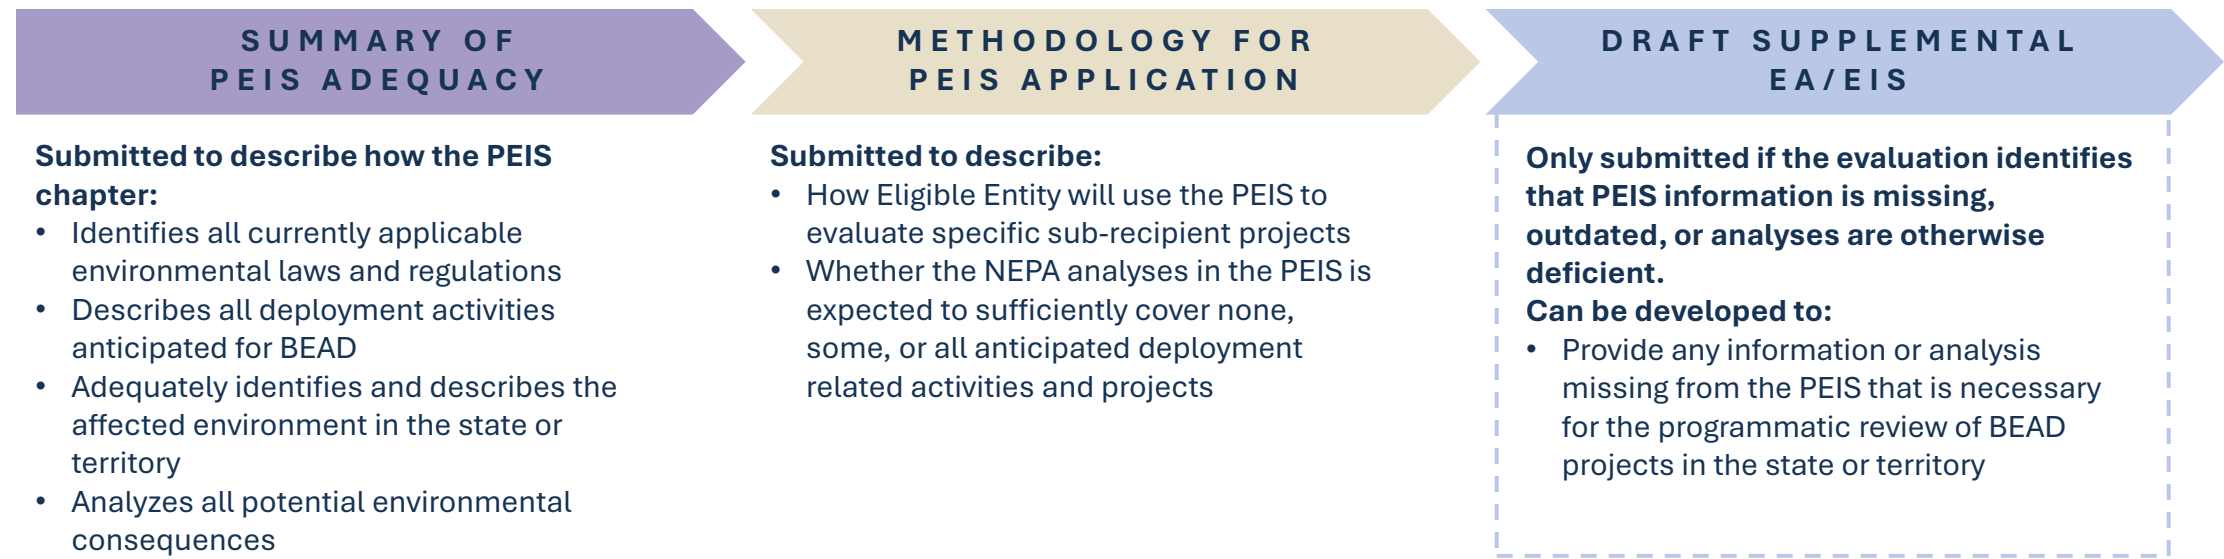 SUMMARY OF
PEIS ADEQUACY
Submitted to describe how the PEIS
chapter:
• Identifies all currently applicable
environmental laws and regulations
• Describes all deployment activities
anticipated for BEAD
• Adequately identifies and describes the
affected environment in the state or
territory
• Analyzes all potential environmental
consequences
METHODOLOGY FOR
PEIS APPLICATION
Submitted to describe:
• How Eligible Entity will use the PEIS to
evaluate specific sub-recipient projects
• Whether the NEPA analyses in the PEIS is
expected to sufficiently cover none,
some, or all anticipated deployment
related activities and projects
DRAFT SUPPLEMENTAL
EA/EIS
Only submitted if the evaluation identifies
that PEIS information is missing,
outdated, or analyses are otherwise
deficient.
Can be developed to:
• Provide any information or analysis
missing from the PEIS that is necessary
for the programmatic review of BEAD
projects in the state or territory